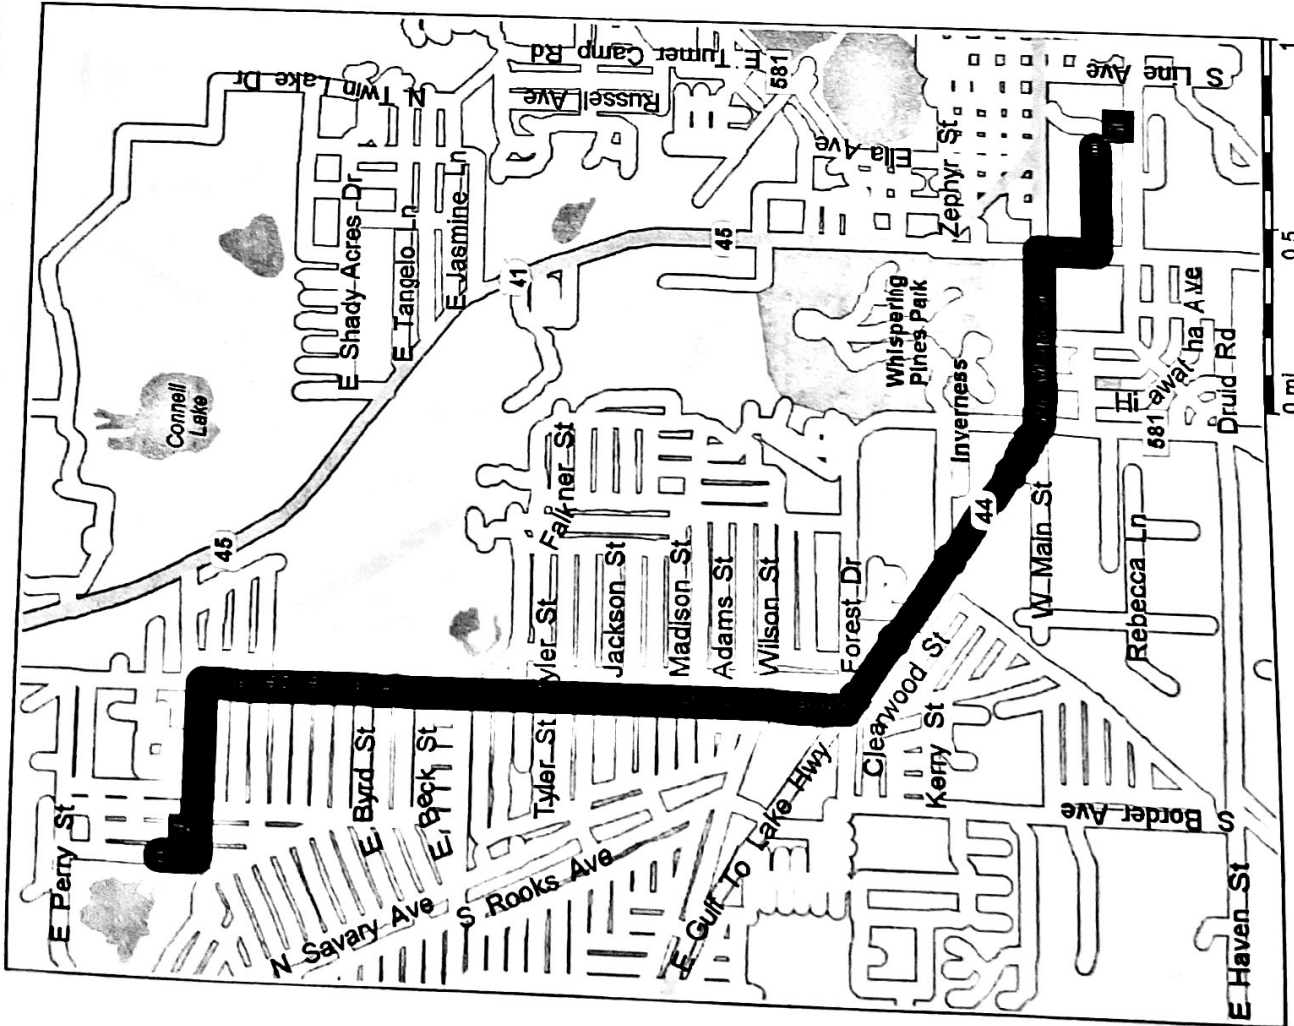 E Turner Camp Rd
Russel Ave
N Twin Lake Dr
581
S Line Ave
Ella Ave
Zephyr St
E Shady Acres Dr
E Tangelo Ln
E Jasmine Ln
41
45
Connell
Lake
Whispering
Pines Park
Inverness
Hiawatha Ave
Druid Rd
581
1
0.5
0 mi
45
Falkner St
44
W Main St
Rebecca Ln
Tyler St
Jackson St
Madison St
Adams St
Wilson St
Forest Dr
Clearwood St
Kerry St
E Perry St
E Byrd St
E Beck St
Tyler St
N Savary Ave
S Rooks Ave
E Gulf To Lake Hwy
S Border Ave
E Haven St